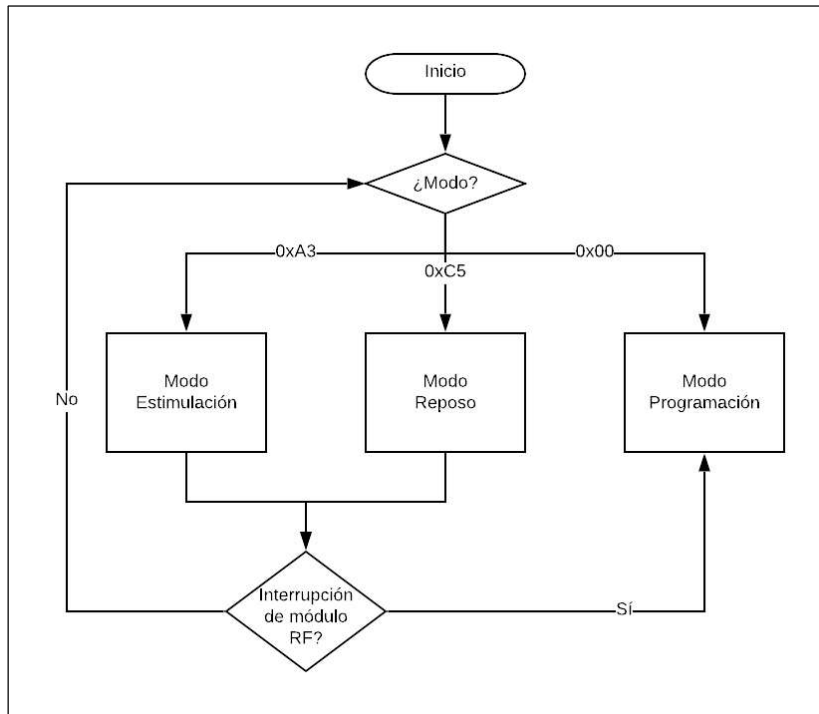 Inicio
¿Modo?
0xA3
0xC5
0x00
Modo
Estimulación
Modo
Reposo
Modo
Programación
No
Interrupción
de módulo
RF?
Sí